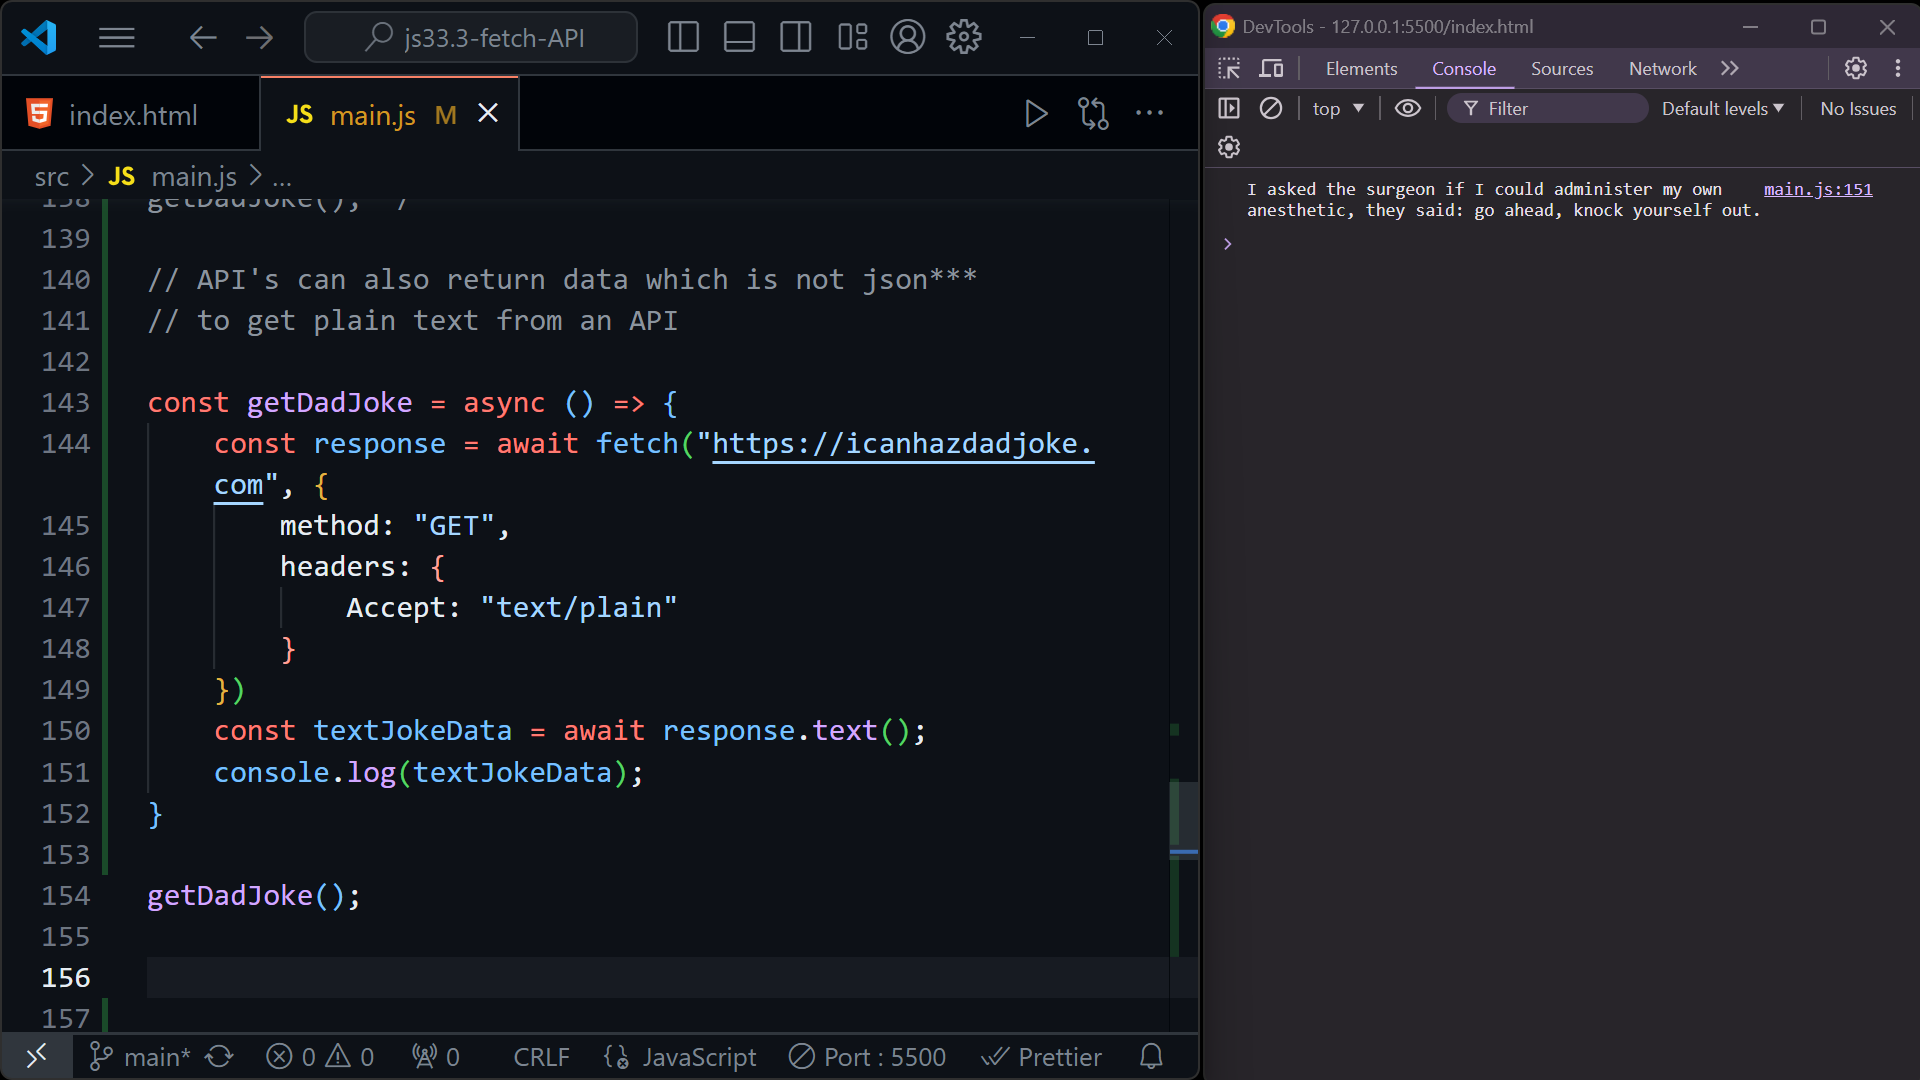 js33.3-fetch-API
index.html
JS main.js M
src > JS main.js > ...
138 getDadJoke(); */
139
140 // API's can also return data which is not json***
141 // to get plain text from an API
142
143 const getDadJoke = async () => {
144 const response = await fetch("https://icanhazdadjoke.
com", {
145 method: "GET",
146 headers: {
147 Accept: "text/plain"
148 }
149 })
150 const textJokeData = await response.text();
151 console.log(textJokeData);
152 }
153
154 getDadJoke();
155
156
157
main* 0 0 0 CRLF JavaScript Port : 5500 Prettier
DevTools - 127.0.0.1:5500/index.html
Elements Console Sources Network
top Filter Default levels No Issues
I asked the surgeon if I could administer my own main.js:151
anesthetic, they said: go ahead, knock yourself out.